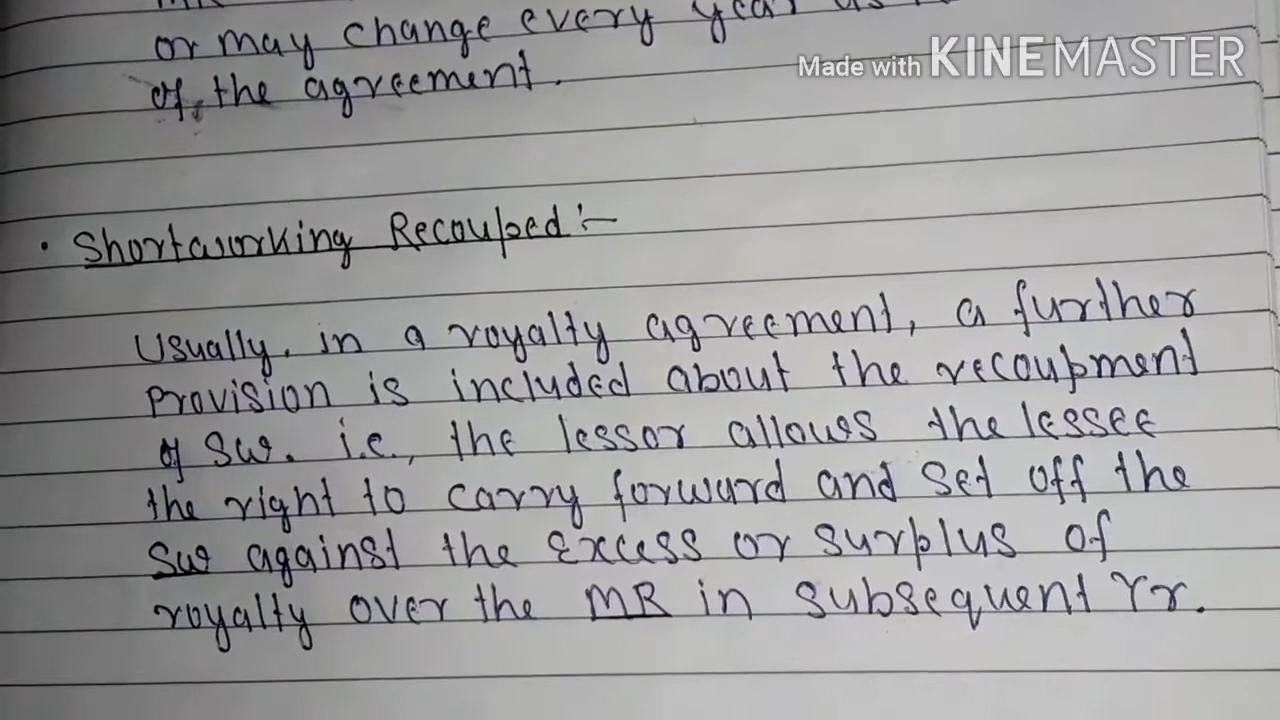 or may change every year
of the agreement.
Made with KINEMASTER
• Shortworking Recouped :-
Usually, in a royalty agreement, a further
Provision is included about the recoupment
of Sw. i.e., the lessor allows the lessee
the right to carry forward and set off the
Sw against the Excess or surplus of
royalty over the MR in subsequent Yr.